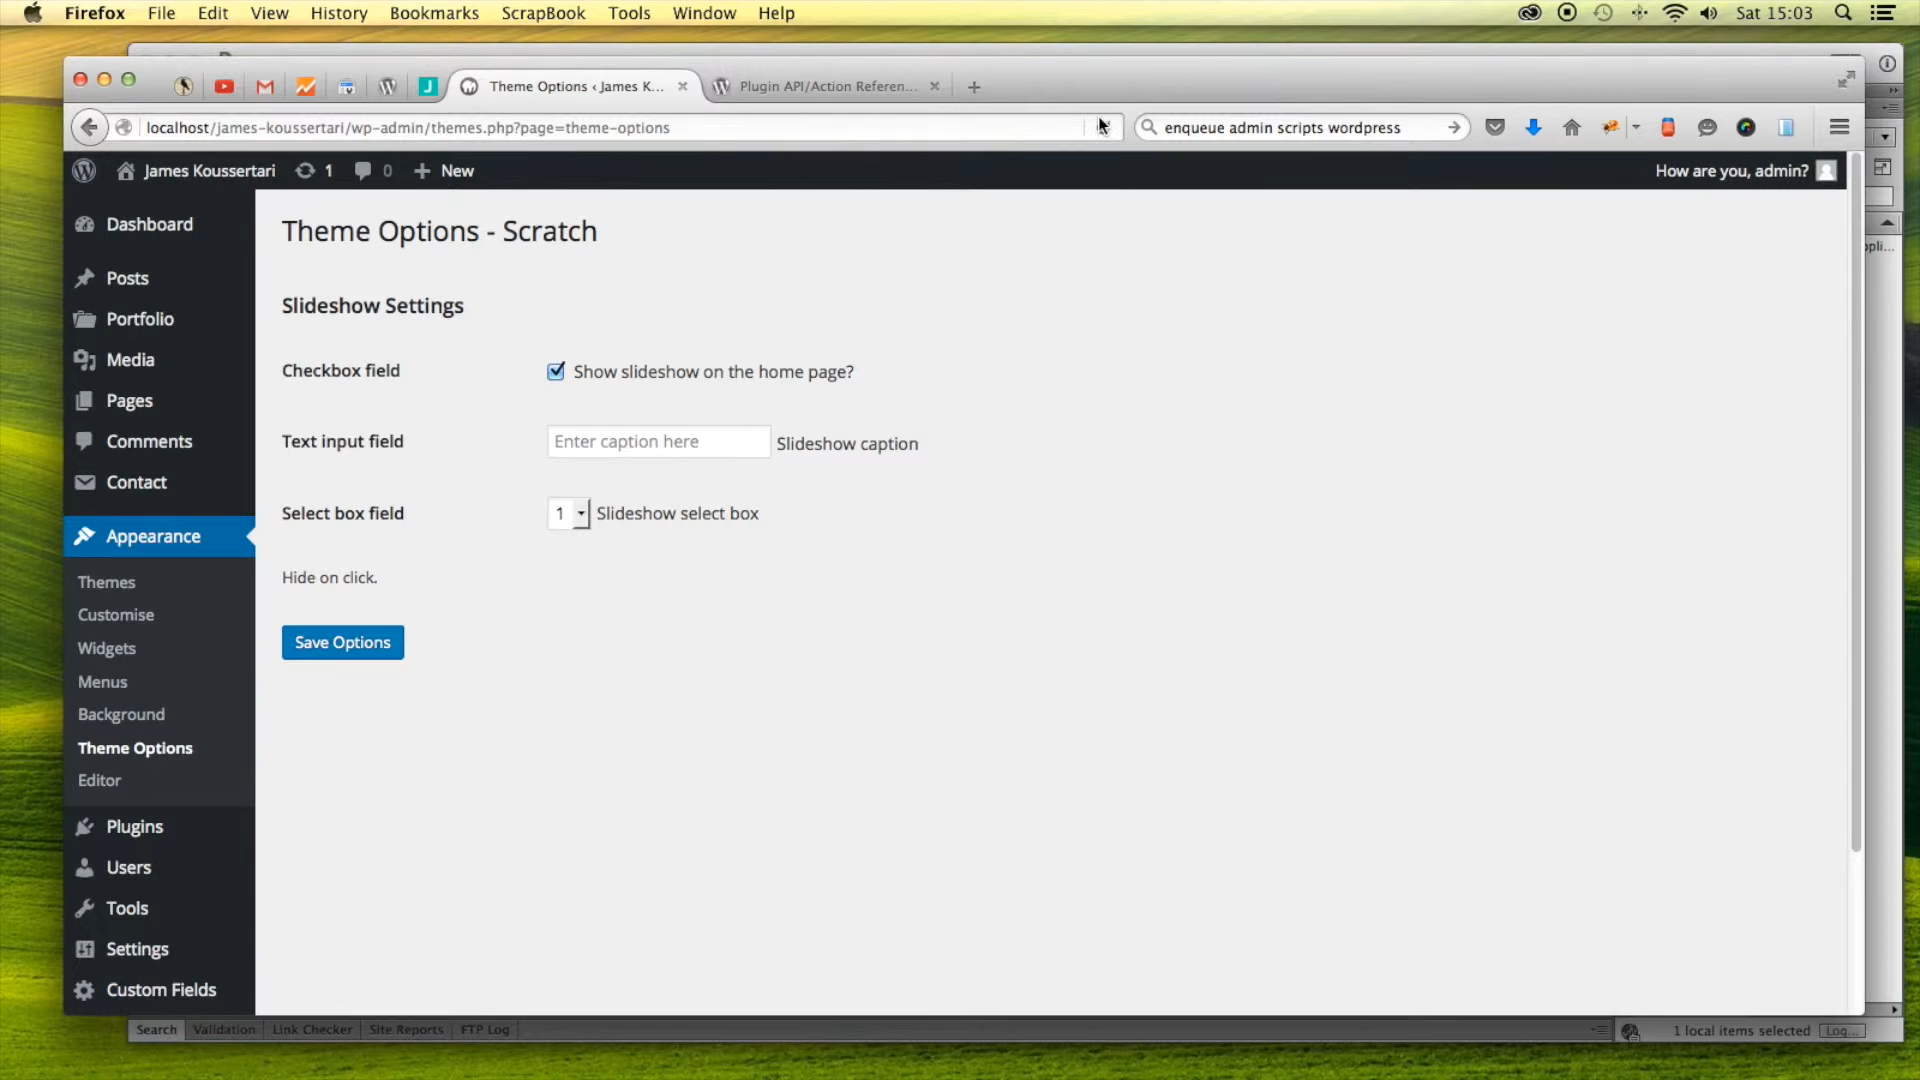 Firefox File Edit View History Bookmarks ScrapBook Tools Window Help Sat 15:03
Theme Options ‹ James K... Plugin API/Action Referen...
localhost/james-koussertari/wp-admin/themes.php?page=theme-options enqueue admin scripts wordpress
James Koussertari 1 0 New How are you, admin?
Dashboard
Posts
Portfolio
Media
Pages
Comments
Contact
Appearance
Themes
Customise
Widgets
Menus
Background
Theme Options
Editor
Plugins
Users
Tools
Settings
Custom Fields
Theme Options - Scratch
Slideshow Settings
Checkbox field Show slideshow on the home page?
Text input field Enter caption here Slideshow caption
Select box field 1 Slideshow select box
Hide on click.
Save Options
Search Validation Link Checker Site Reports FTP Log 1 local items selected Log...